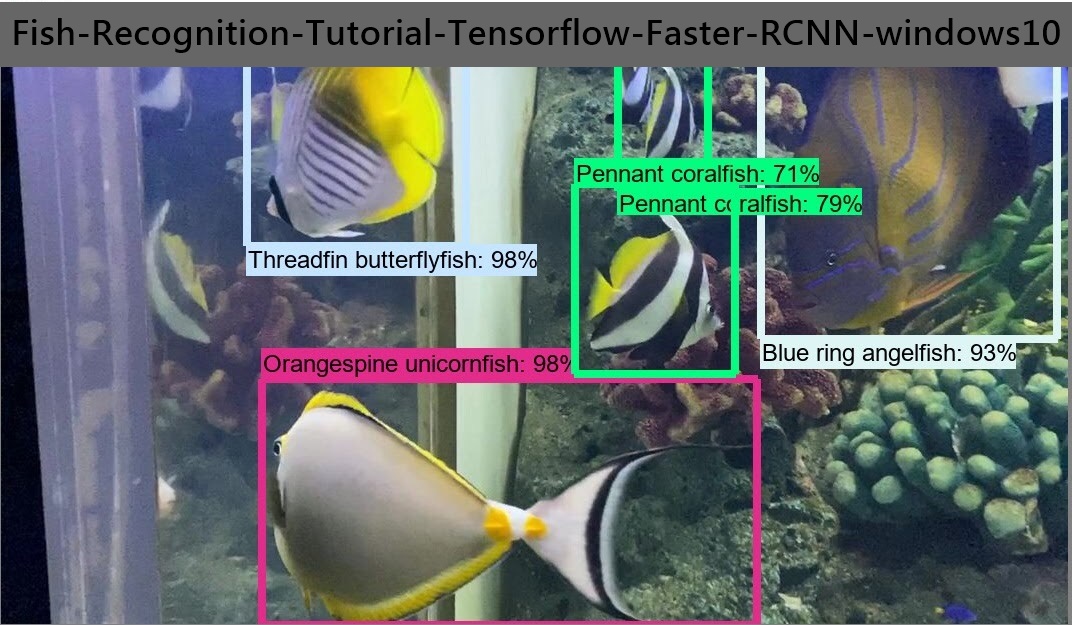 Fish-Recognition-Tutorial-Tensorflow-Faster-RCNN-windows10
Pennant coralfish: 71%
Pennant coralfish: 79%
Threadfin butterflyfish: 98%
Blue ring angelfish: 93%
Orangespine unicornfish: 98%